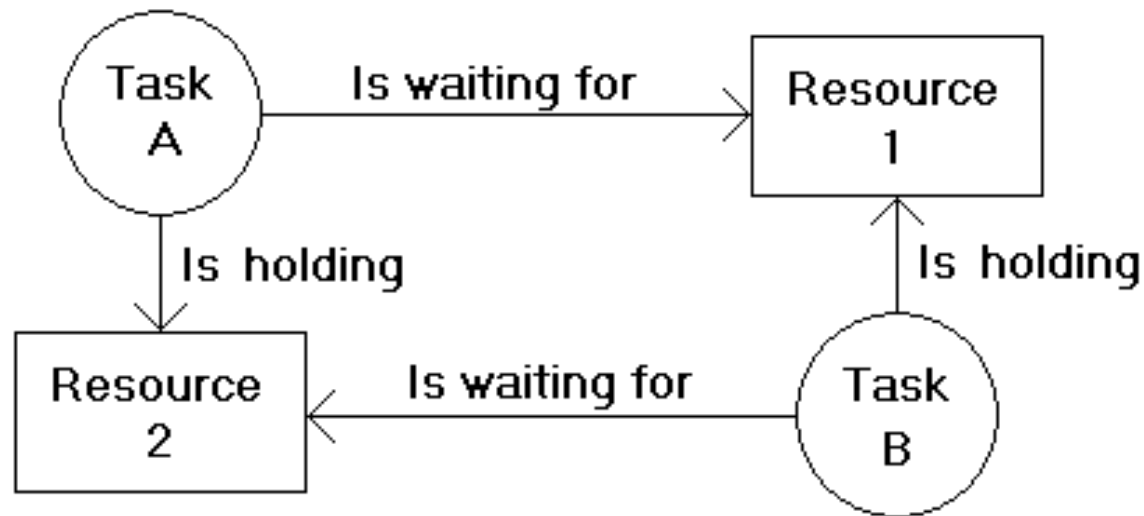 Task
A
Is waiting for
Resource
1
Is holding
Is holding
Resource
2
Is waiting for
Task
B